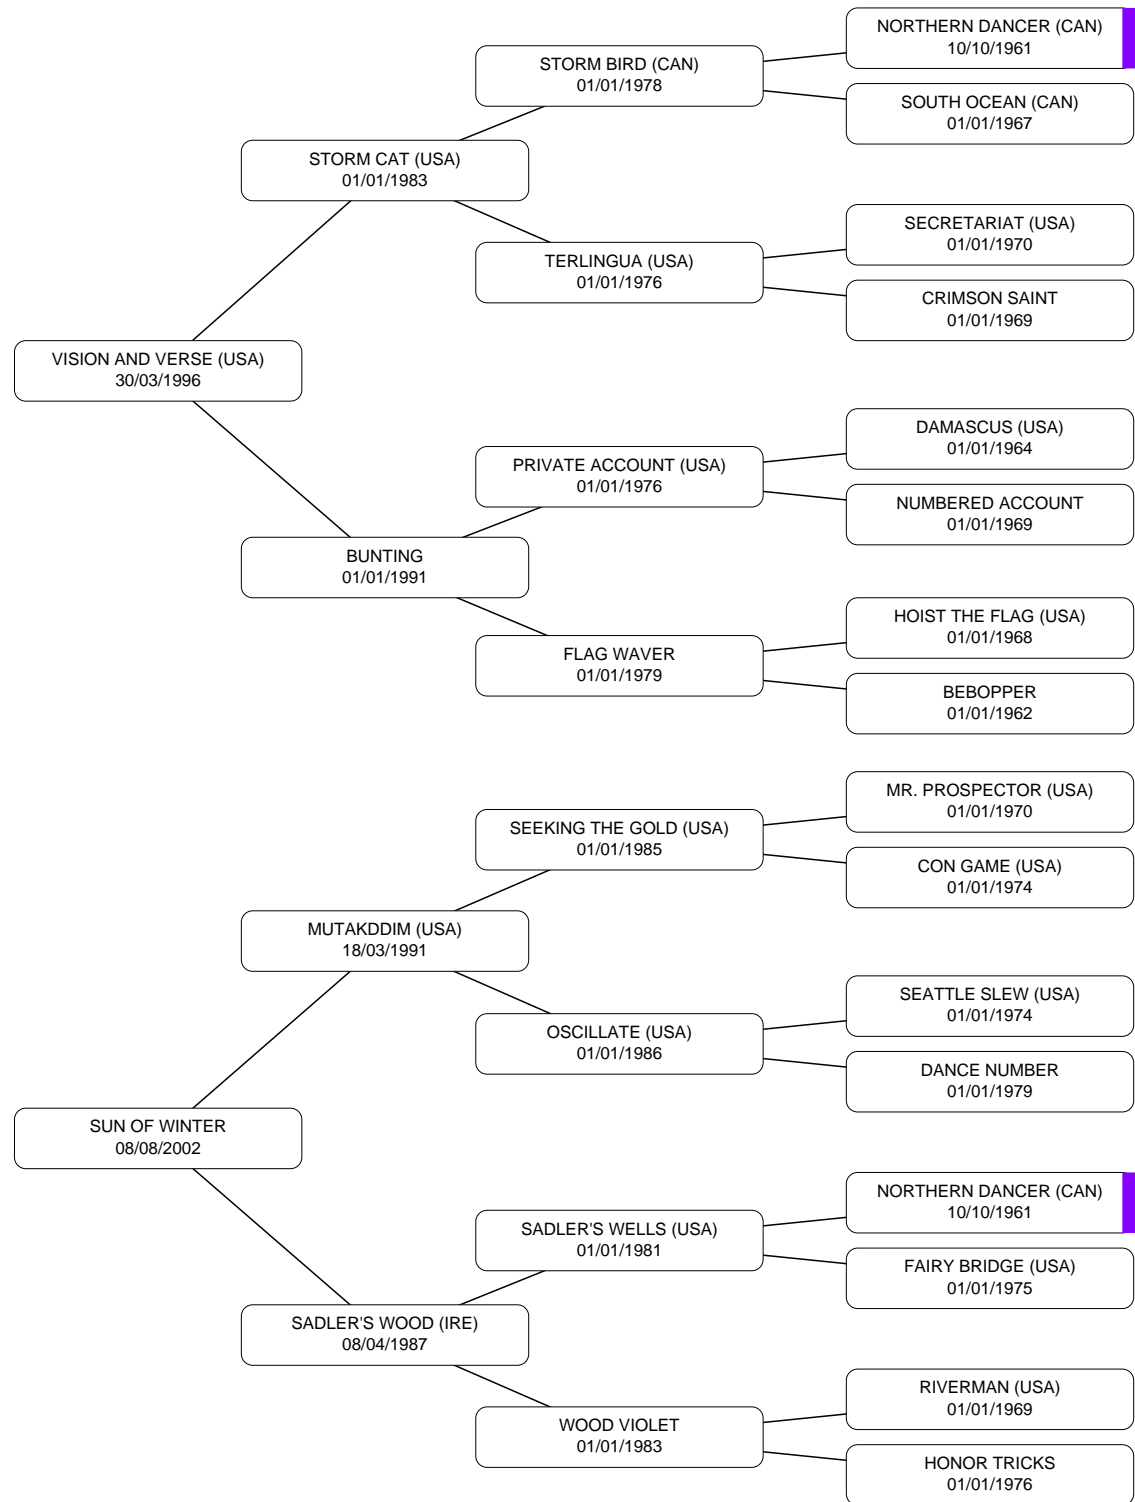 NORTHERN DANCER (CAN)
10/10/1961
STORM BIRD (CAN)
01/01/1978
SOUTH OCEAN (CAN)
01/01/1967
STORM CAT (USA)
01/01/1983
SECRETARIAT (USA)
01/01/1970
TERLINGUA (USA)
01/01/1976
CRIMSON SAINT
01/01/1969
VISION AND VERSE (USA)
30/03/1996
DAMASCUS (USA)
01/01/1964
PRIVATE ACCOUNT (USA)
01/01/1976
NUMBERED ACCOUNT
01/01/1969
BUNTING
01/01/1991
HOIST THE FLAG (USA)
01/01/1968
FLAG WAVER
01/01/1979
BEBOPPER
01/01/1962
MR. PROSPECTOR (USA)
01/01/1970
SEEKING THE GOLD (USA)
01/01/1985
CON GAME (USA)
01/01/1974
MUTAKDDIM (USA)
18/03/1991
SEATTLE SLEW (USA)
01/01/1974
OSCILLATE (USA)
01/01/1986
DANCE NUMBER
01/01/1979
SUN OF WINTER
08/08/2002
NORTHERN DANCER (CAN)
10/10/1961
SADLER'S WELLS (USA)
01/01/1981
FAIRY BRIDGE (USA)
01/01/1975
SADLER'S WOOD (IRE)
08/04/1987
RIVERMAN (USA)
01/01/1969
WOOD VIOLET
01/01/1983
HONOR TRICKS
01/01/1976